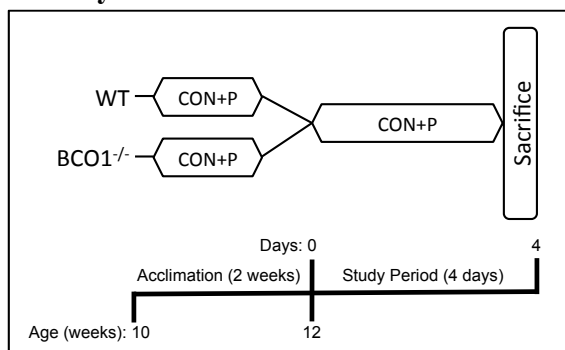 WT
CON+P
CON+P
BCO1-/-
CON+P
Sacrifice
Days: 0
4
Acclimation (2 weeks)
Study Period (4 days)
Age (weeks): 10
12